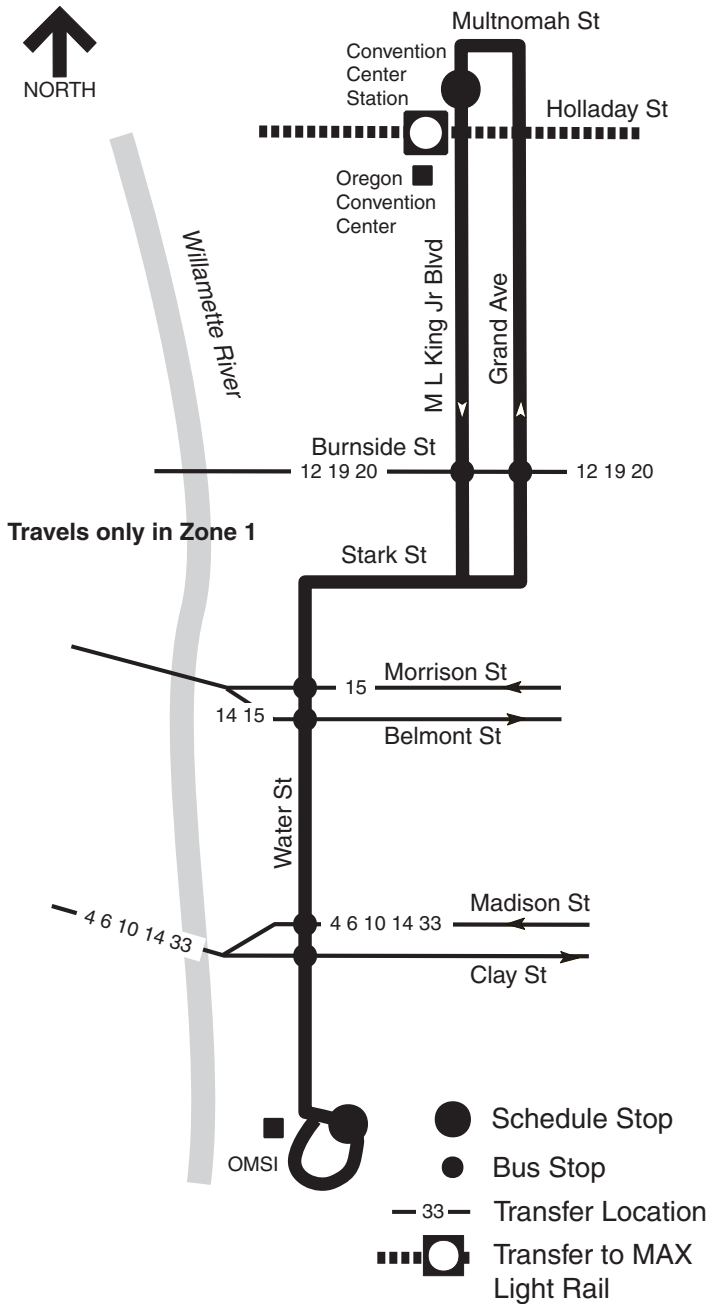 Multnomah St
Convention
Center
Station
NORTH
Holladay St
Oregon
Convention
Center
Willamette River
M L King Jr Blvd
Grand Ave
Burnside St
12 19 20
12 19 20
Travels only in Zone 1
Stark St
Morrison St
15
14 15
Belmont St
Water St
Madison St
4 6 10 14 33
4 6 10 14 33
Clay St
OMSI
Schedule Stop
Bus Stop
33
Transfer Location
Transfer to MAX
Light Rail